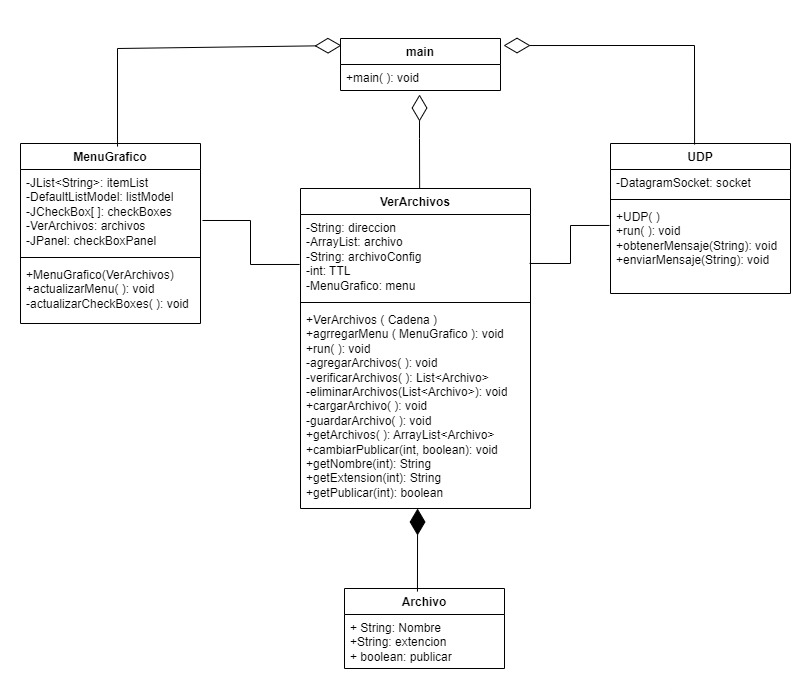 main
+main( ): void
MenuGrafico
-JList<String>: itemList
-DefaultListModel: listModel
-JCheckBox[ ]: checkBoxes
-VerArchivos: archivos
-JPanel: checkBoxPanel
+MenuGrafico(VerArchivos)
+actualizarMenu( ): void
-actualizarCheckBoxes( ): void
VerArchivos
-String: direccion
-ArrayList: archivo
-String: archivoConfig
-int: TTL
-MenuGrafico: menu
+VerArchivos ( Cadena )
+agrregarMenu ( MenuGrafico ): void
+run( ): void
-agregarArchivos( ): void
-verificarArchivos( ): List<Archivo>
-eliminarArchivos(List<Archivo>): void
+cargarArchivo( ): void
-guardarArchivo( ): void
+getArchivos( ): ArrayList<Archivo>
+cambiarPublicar(int, boolean): void
+getNombre(int): String
+getExtension(int): String
+getPublicar(int): boolean
UDP
-DatagramSocket: socket
+UDP( )
+run( ): void
+obtenerMensaje(String): void
+enviarMensaje(String): void
Archivo
+ String: Nombre
+String: extencion
+ boolean: publicar